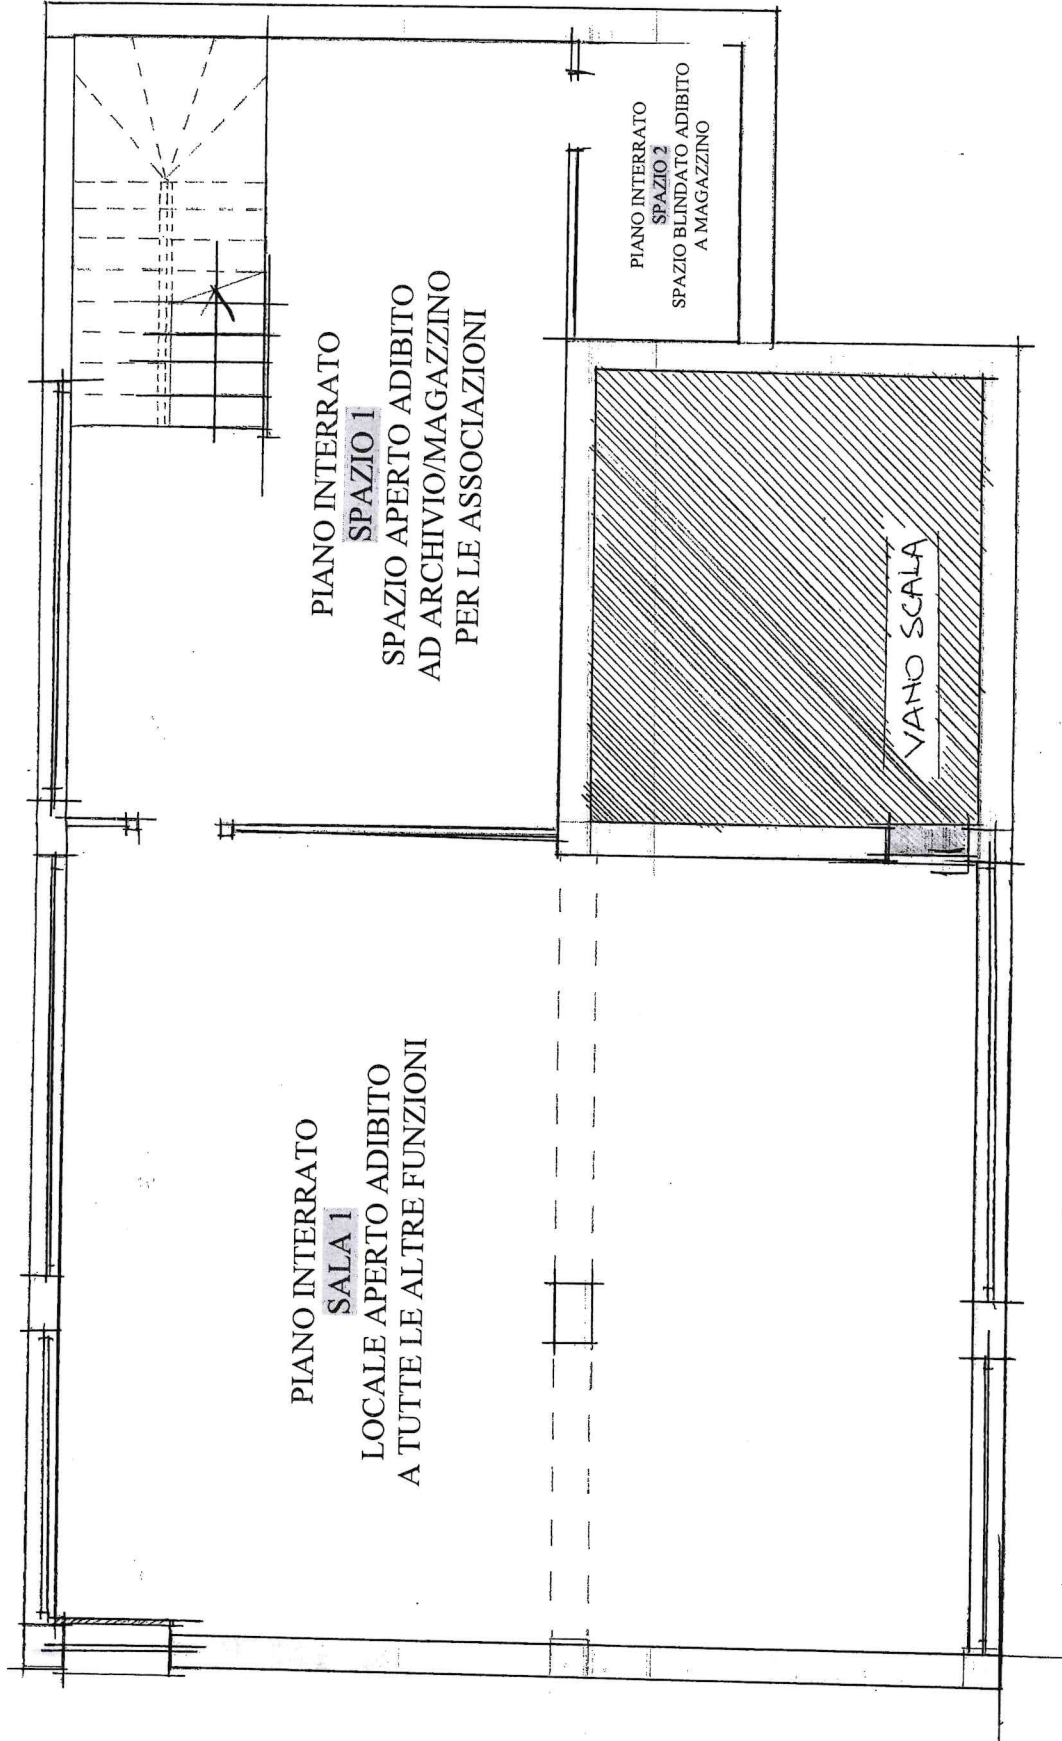 PIANO INTERRATO
SALA 1
LOCALE APERTO ADIBITO
A TUTTE LE ALTRE FUNZIONI
PIANO INTERRATO
SPAZIO 1
SPAZIO APERTO ADIBITO
AD ARCHIVIO/MAGAZZINO
PER LE ASSOCIAZIONI
PIANO INTERRATO
SPAZIO 2
SPAZIO BLINDATO ADIBITO
A MAGAZZINO
VANO SCALA